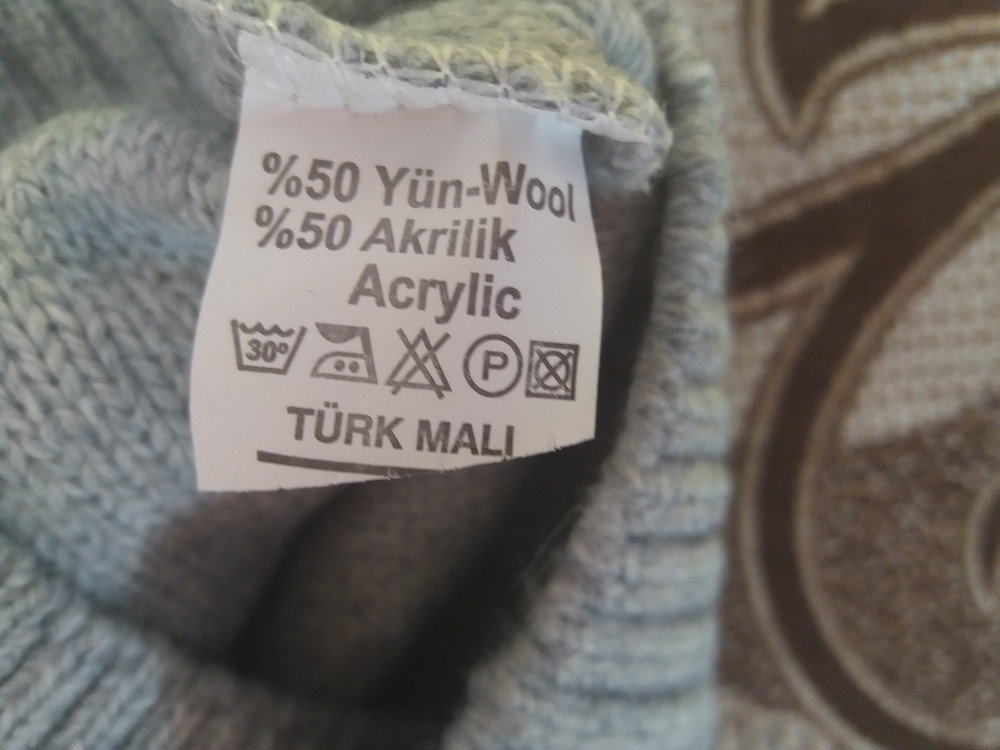 %50 Yün-Wool
%50 Akrilik
Acrylic
30° P
TÜRK MALI